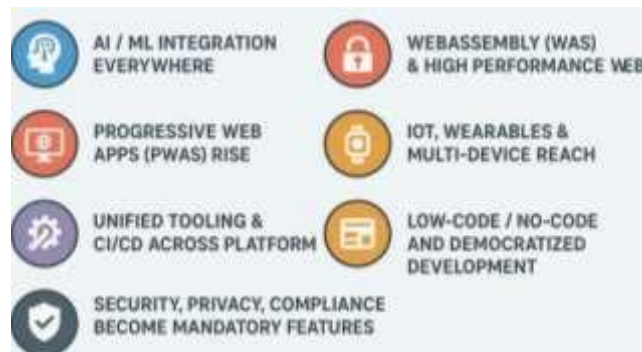 AI / ML INTEGRATION
EVERYWHERE
WEBASSEMBLY (WAS)
& HIGH PERFORMANCE WEB
PROGRESSIVE WEB
APPS (PWAS) RISE
IOT, WEARABLES &
MULTI-DEVICE REACH
UNIFIED TOOLING &
CI/CD ACROSS PLATFORM
LOW-CODE / NO-CODE
AND DEMOCRATIZED
DEVELOPMENT
SECURITY, PRIVACY, COMPLIANCE
BECOME MANDATORY FEATURES